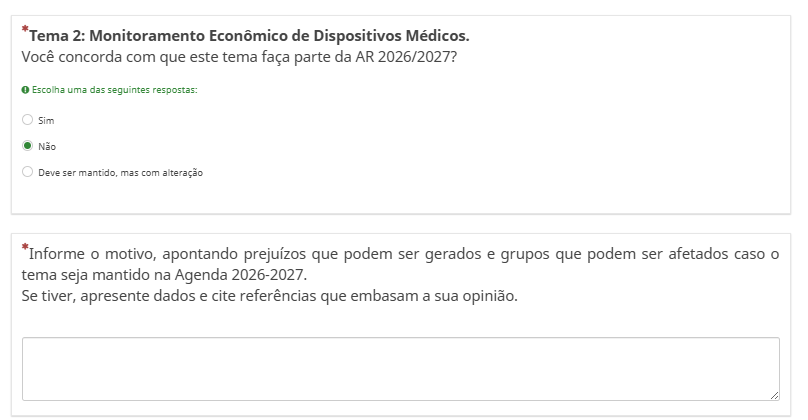 *Tema 2: Monitoramento Econômico de Dispositivos Médicos.
Você concorda com que este tema faça parte da AR 2026/2027?
Escolha uma das seguintes respostas:
Sim
Não
Deve ser mantido, mas com alteração
*Informe o motivo, apontando prejuízos que podem ser gerados e grupos que podem ser afetados caso o
tema seja mantido na Agenda 2026-2027.
Se tiver, apresente dados e cite referências que embasam a sua opinião.